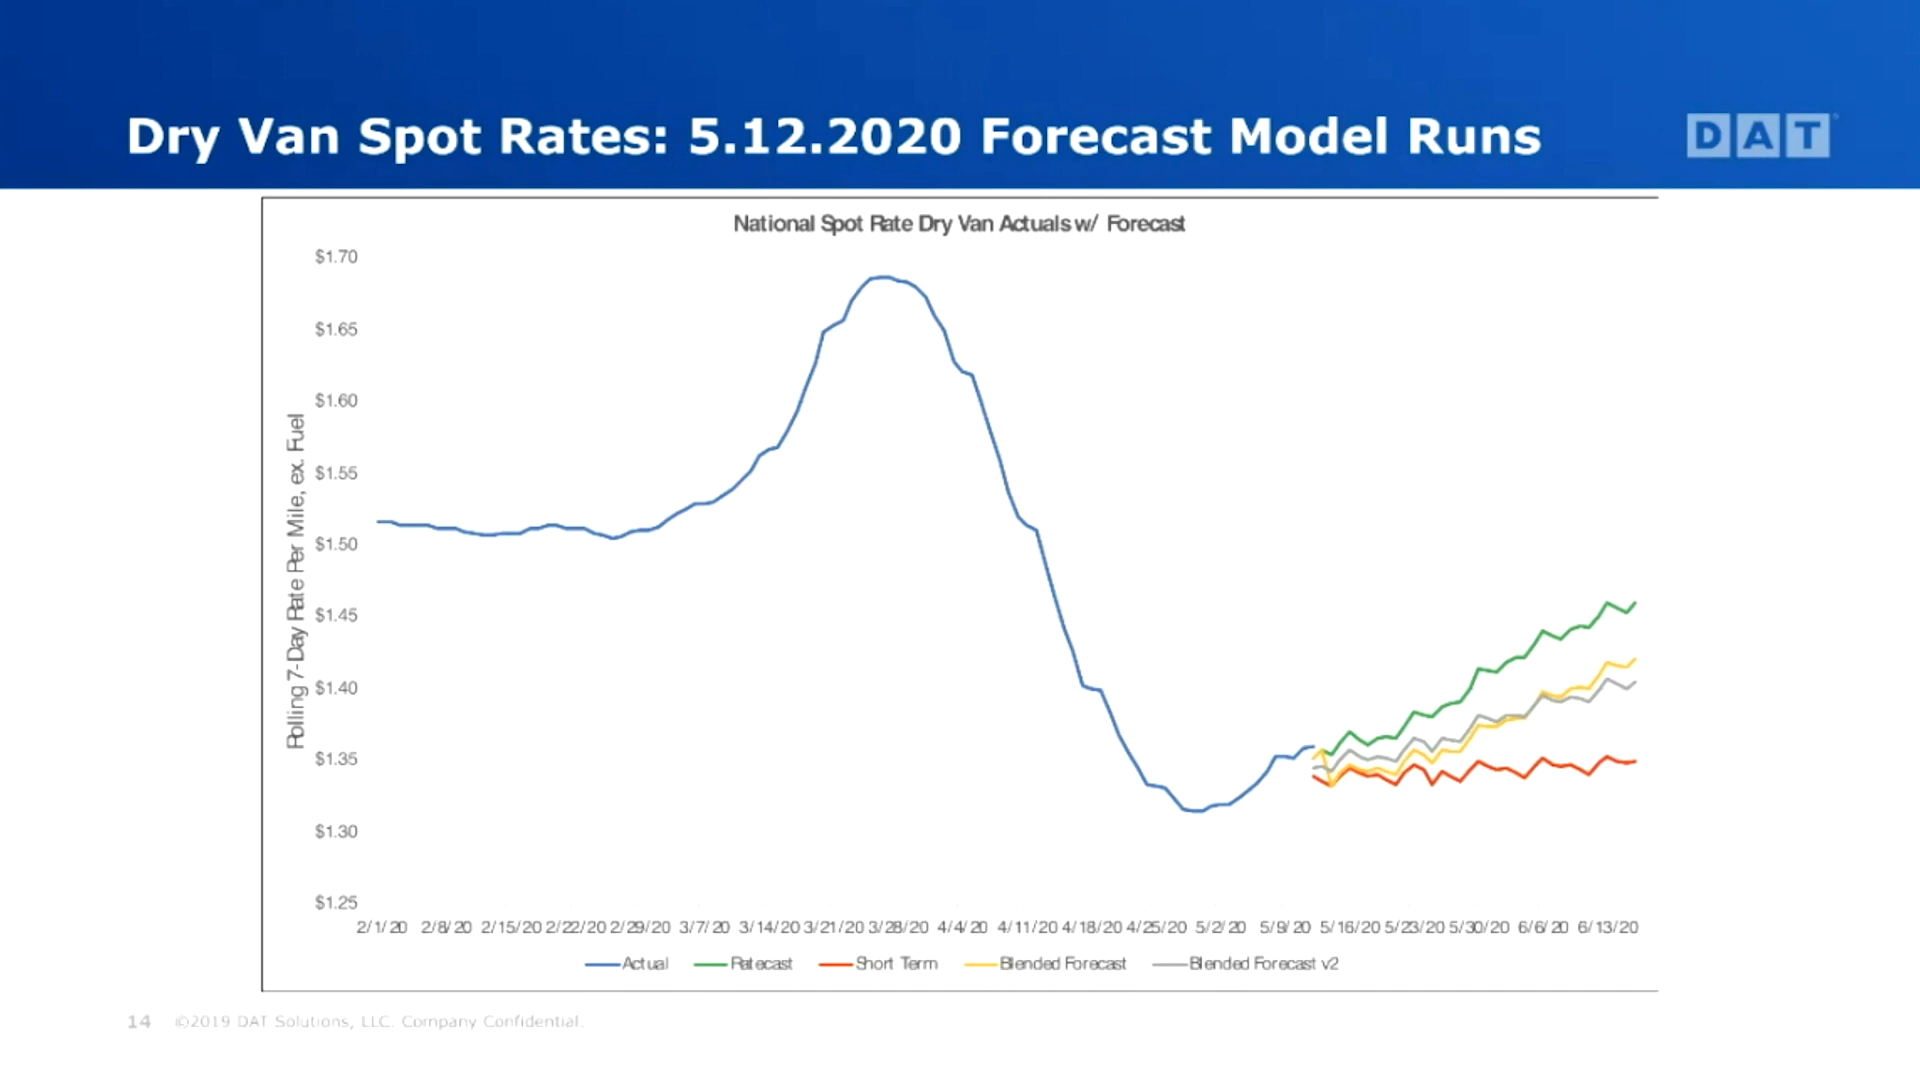 Dry Van Spot Rates: 5.12.2020 Forecast Model Runs
DAT
National Spot Rate Dry Van Actuals w/ Forecast
Rolling 7-Day Rate Per Mile, ex. Fuel
$1.70
$1.65
$1.60
$1.55
$1.50
$1.45
$1.40
$1.35
$1.30
$1.25
2/1/20 2/8/20 2/15/20 2/22/20 2/29/20 3/7/20 3/14/20 3/21/20 3/28/20 4/4/20 4/11/20 4/18/20 4/25/20 5/2/20 5/9/20 5/16/20 5/23/20 5/30/20 6/6/20 6/13/20
Actual Ratecast Short Term Blended Forecast Blended Forecast v2
14 ©2019 DAT Solutions, LLC. Company Confidential.